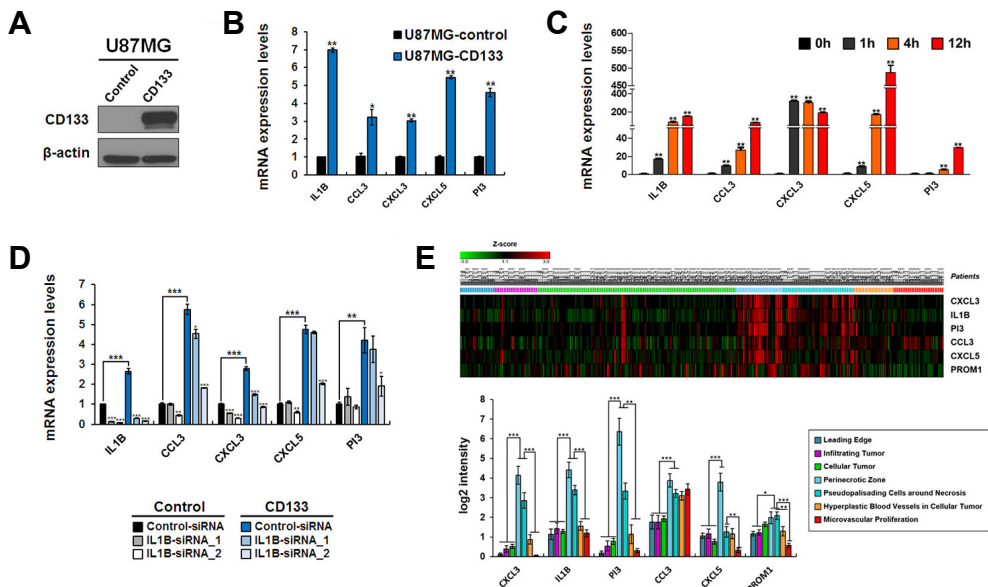 A
U87MG
Control
CD133
CD133
β-actin
B
U87MG-control
U87MG-CD133
mRNA expression levels
8
7
6
5
4
3
2
1
0
**
*
**
**
**
IL1B
CCL3
CXCL3
CXCL5
PI3
C
0h
1h
4h
12h
mRNA expression levels
600
550
500
450
200
100
20
0
**
**
**
**
**
**
**
**
**
**
**
**
**
**
IL1B
CCL3
CXCL3
CXCL5
PI3
D
mRNA expression levels
7
6
5
4
3
2
1
0
***
***
***
***
**
IL1B
CCL3
CXCL3
CXCL5
PI3
Control
CD133
Control-siRNA
Control-siRNA
IL1B-siRNA_1
IL1B-siRNA_1
IL1B-siRNA_2
IL1B-siRNA_2
E
Z-score
-3.0
1:1
3.0
Patients
CXCL3
IL1B
PI3
CCL3
CXCL5
PROM1
log2 intensity
8
7
6
5
4
3
2
1
0
***
***
***
***
***
**
***
***
**
*
***
**
CXCL3
IL1B
PI3
CCL3
CXCL5
PROM1
Leading Edge
Infiltrating Tumor
Cellular Tumor
Perinecrotic Zone
Pseudopalisading Cells around Necrosis
Hyperplastic Blood Vessels in Cellular Tumor
Microvascular Proliferation